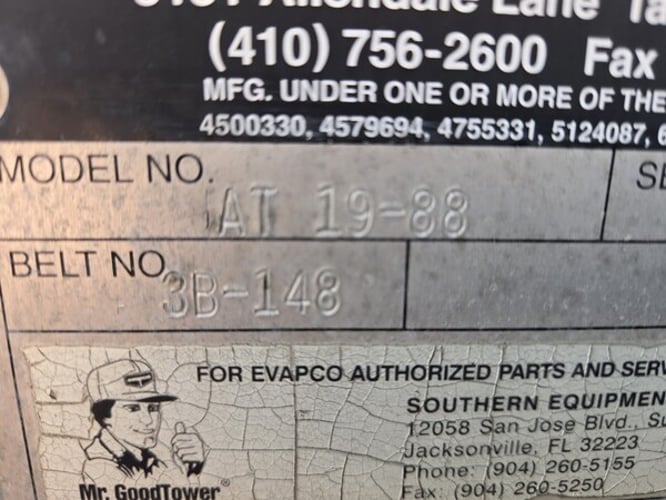 (410) 756-2600 Fax
MFG. UNDER ONE OR MORE OF THE
4500330, 4579694, 4755331, 5124087,
MODEL NO. AT 19-88
BELT NO. 3B-148
FOR EVAPCO AUTHORIZED PARTS AND SERV
SOUTHERN EQUIPMEN
12058 San Jose Blvd., Su
Jacksonville, FL 32223
Phone: (904) 260-5155
Fax: (904) 260-5250
Mr. GoodTower®